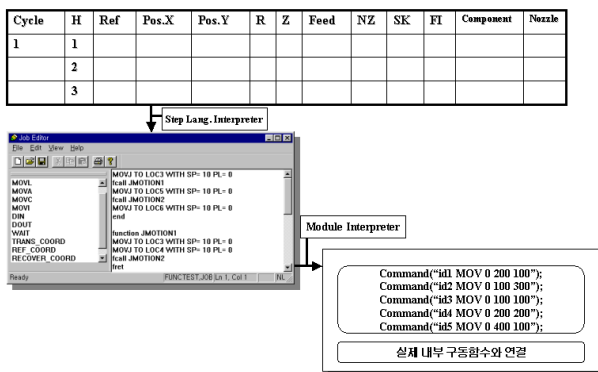 Cycle H Ref Pos.X Pos.Y R Z Feed NZ SK FI Component Nozzle
1 1
2
3
Step Lang. Interpreter
Job Editor
File Edit View Help
MOVL
MOVA
MOVC
MOVI
DIN
DOUT
WAIT
TRANS_COORD
REF_COORD
RECOVER_COORD
MOVJ TO LOC3 WITH SP= 10 PL= 0
fcall JMOTION1
MOVJ TO LOC5 WITH SP= 10 PL= 0
fcall JMOTION2
MOVJ TO LOC6 WITH SP= 10 PL= 0
end
function JMOTION1
MOVJ TO LOC3 WITH SP= 10 PL= 0
MOVJ TO LOC4 WITH SP= 10 PL= 0
fcall JMOTION2
fret
Ready FUNCTEST.JOB Ln 1, Col 1 NL
Module Interpreter
Command("id1 MOV 0 200 100");
Command("id2 MOV 0 100 300");
Command("id3 MOV 0 100 100");
Command("id4 MOV 0 200 200");
Command("id5 MOV 0 400 100");
실제 내부 구동함수와 연결